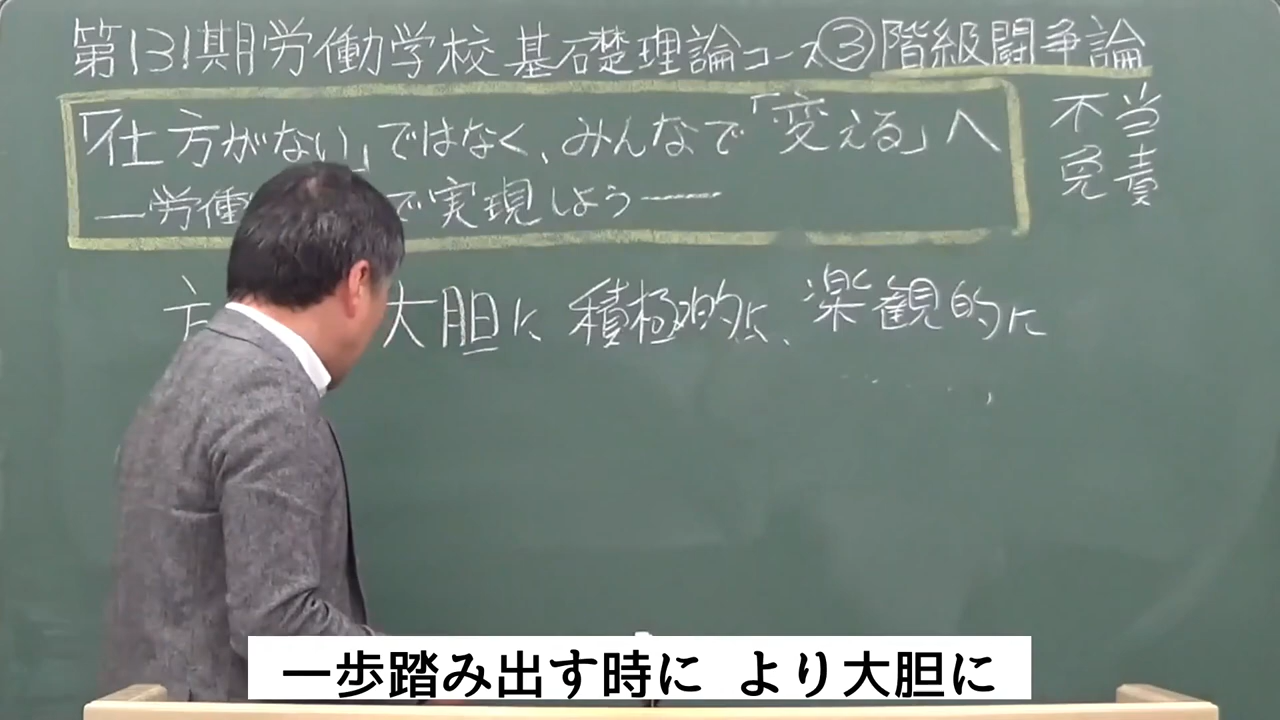 第131期労働学校 基礎理論コース③階級闘争論
「仕方がない」ではなく、みんなで「変える」へ
―労働 で実現しよう――
不当
免責
方 大胆に 積極的に、楽観的に
一歩踏み出す時に より大胆に